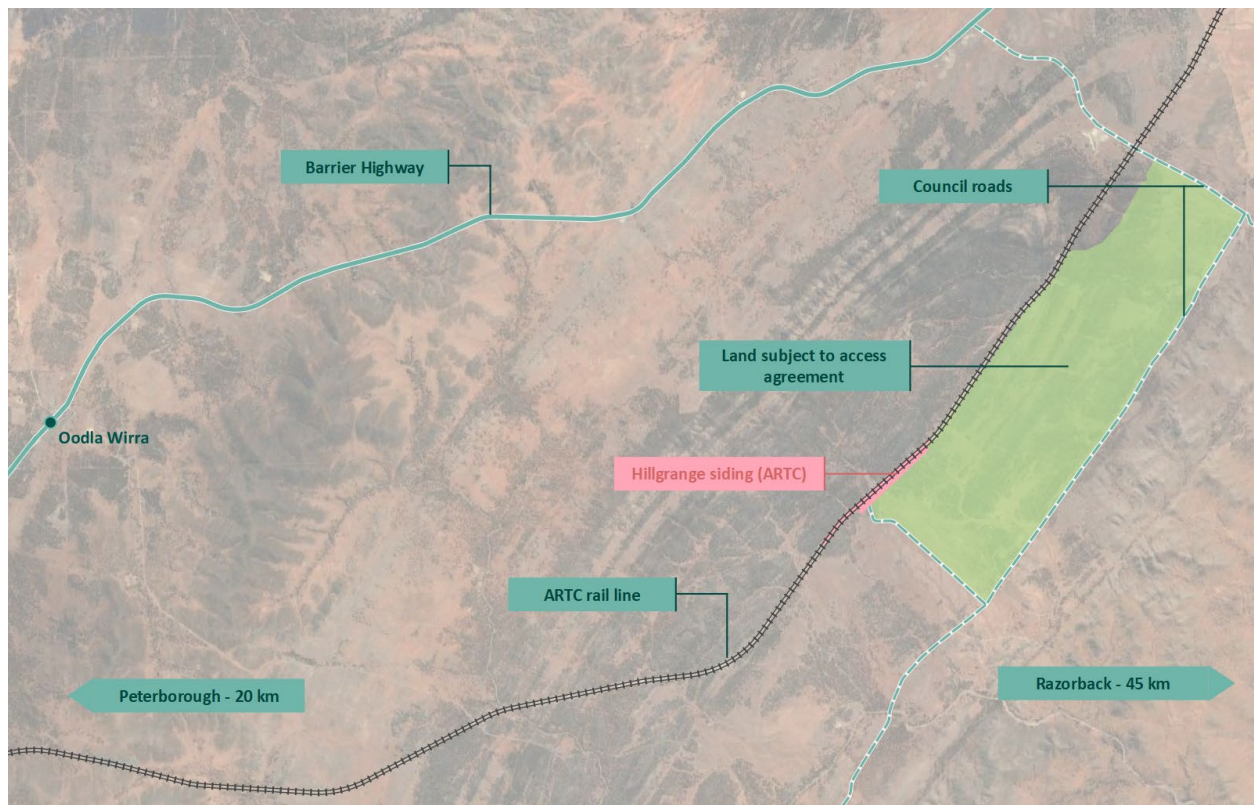 Barrier Highway
Council roads
Land subject to access
agreement
Oodla Wirra
Hillgrange siding (ARTC)
ARTC rail line
Peterborough - 20 km
Razorback - 45 km